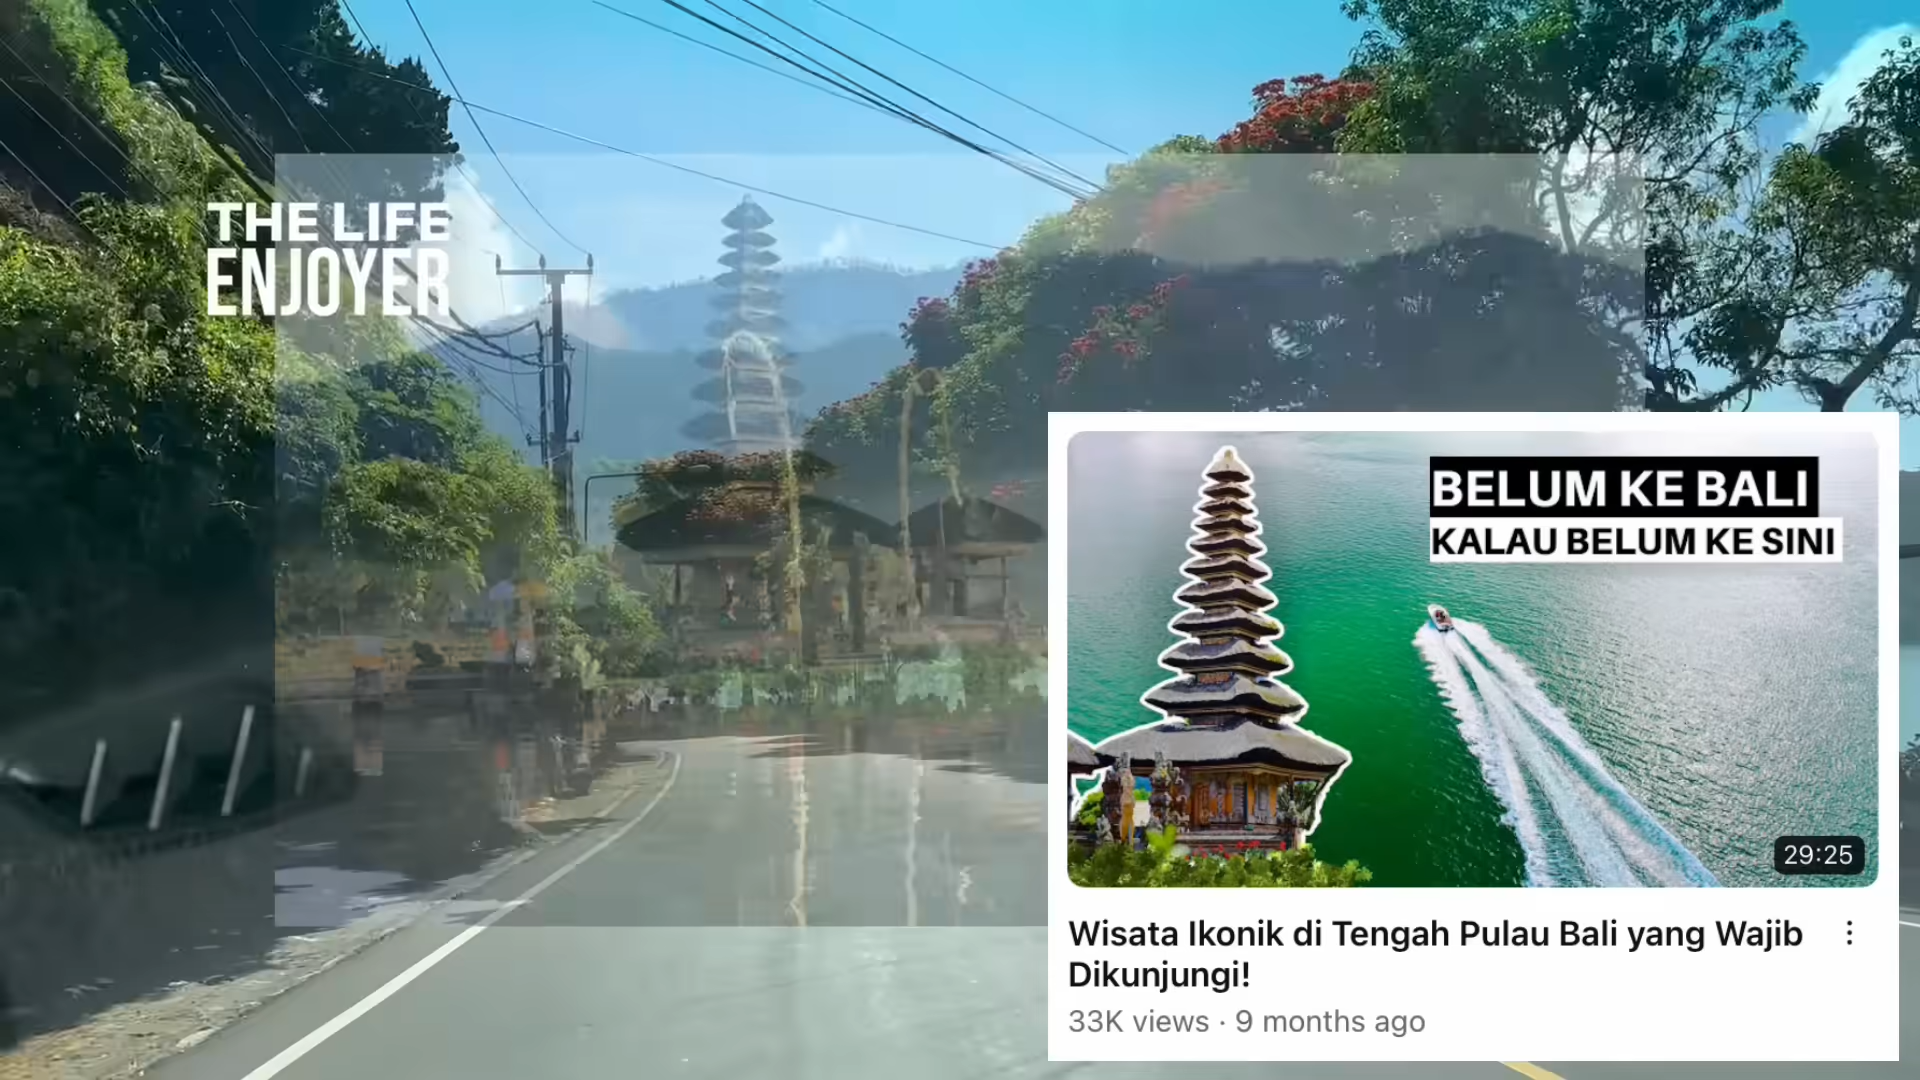 THE LIFE
ENJOYER
BELUM KE BALI
KALAU BELUM KE SINI
29:25
Wisata Ikonik di Tengah Pulau Bali yang Wajib
Dikunjungi!
33K views · 9 months ago